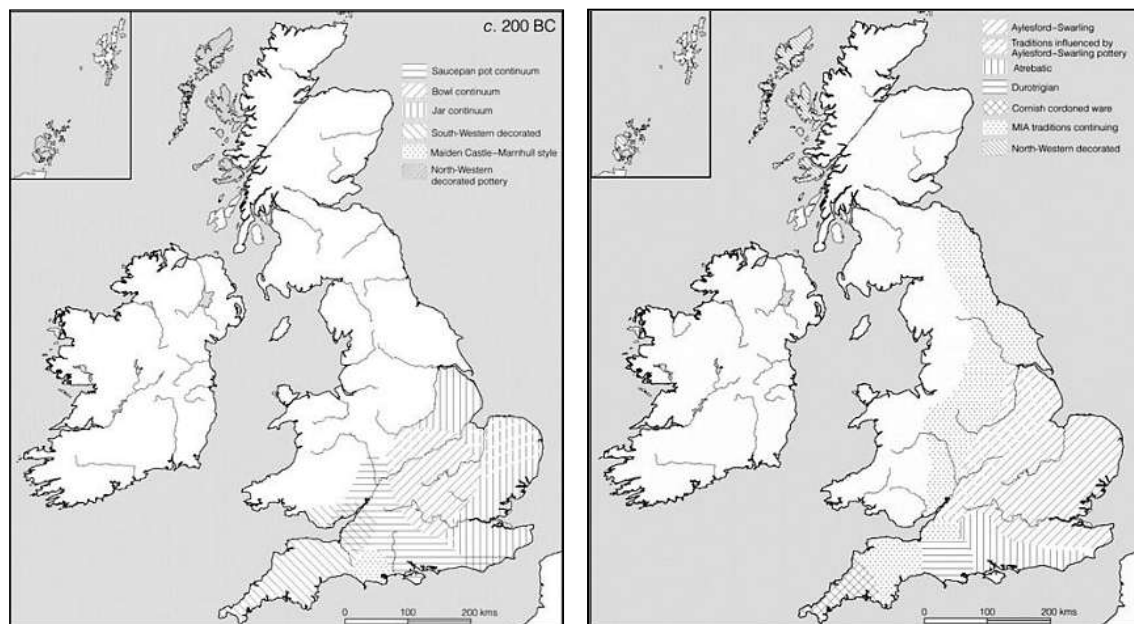 c. 200 BC
Saucepan pot continuum
Bowl continuum
Jar continuum
South-Western decorated
Maiden Castle-Marnhull style
North-Western
decorated pottery
0 100 200 kms
Aylesford-Swarling
Traditions influenced by
Aylesford-Swarling pottery
Atrebatic
Durotrigian
Cornish cordoned ware
MIA traditions continuing
North-Western decorated
0 100 200 kms